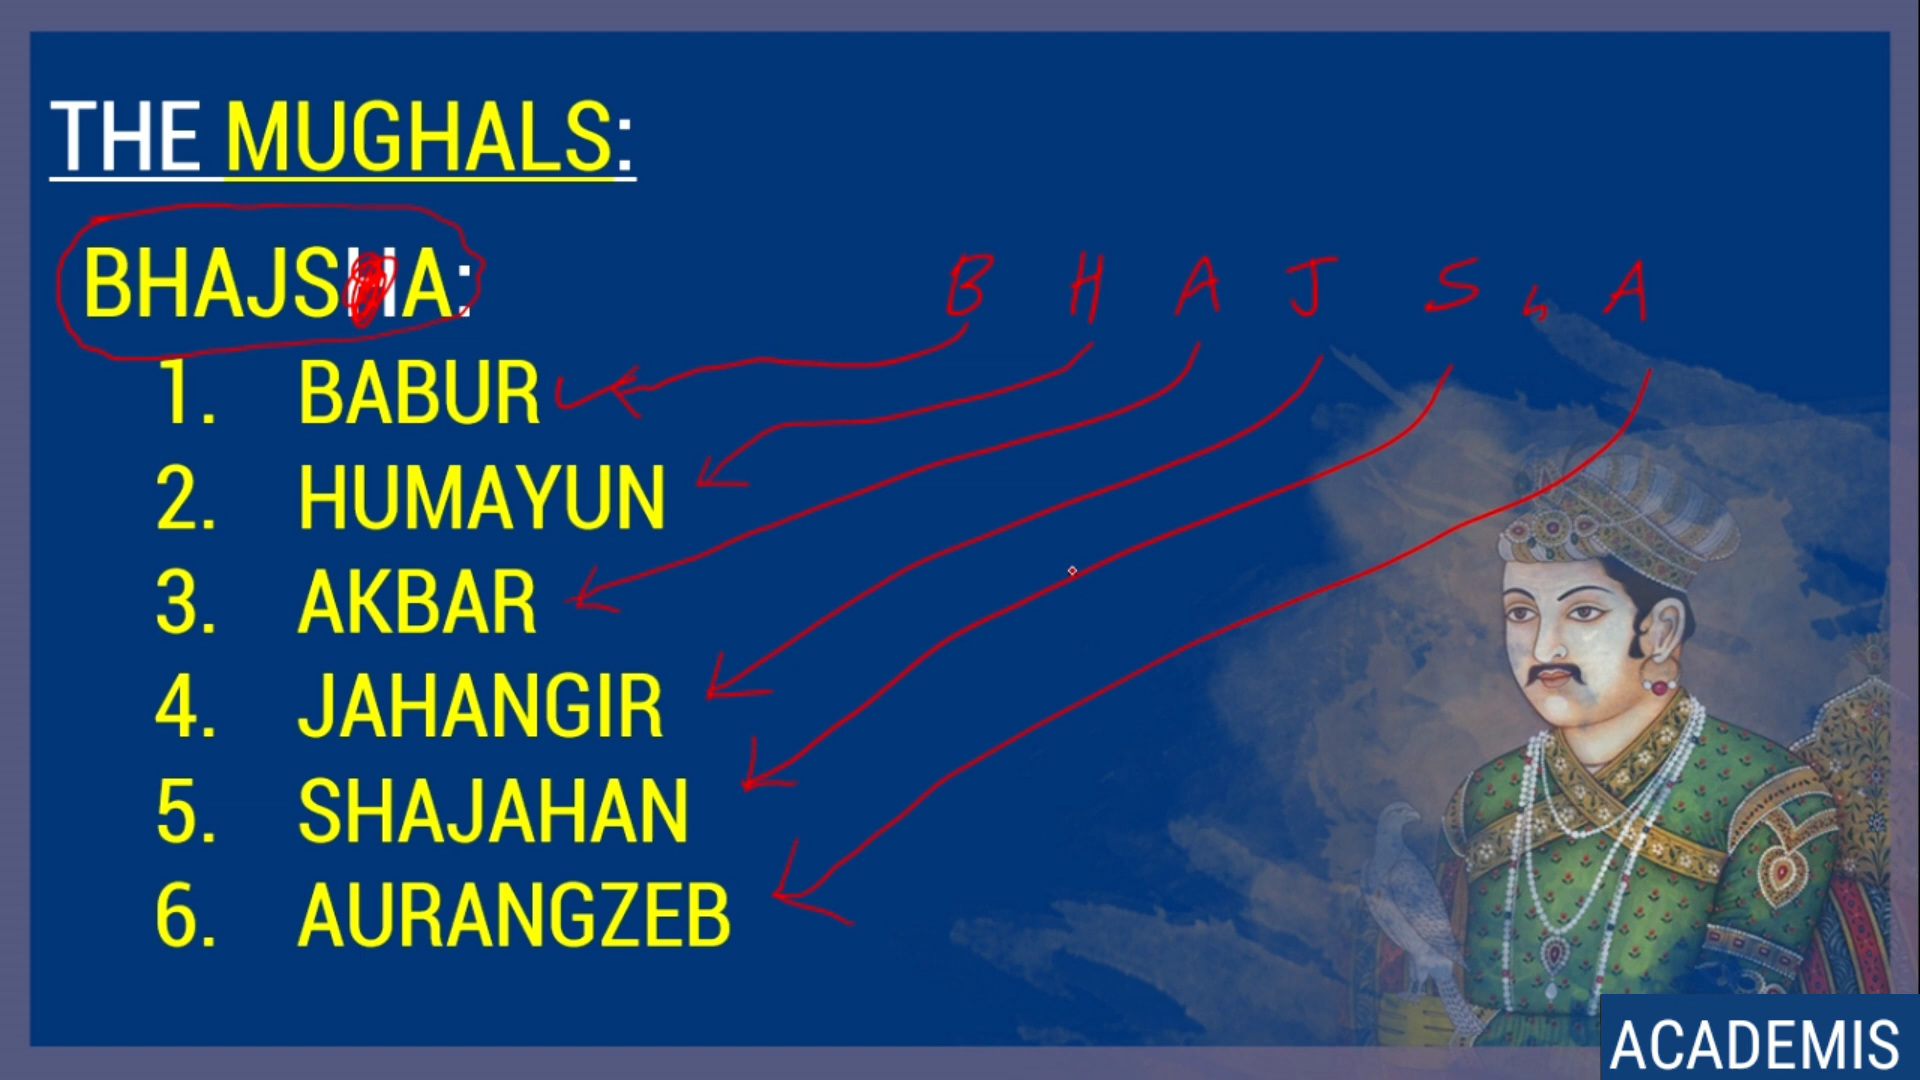 THE MUGHALS:
BHAJSHA:
B H A J S h A
1. BABUR
2. HUMAYUN
3. AKBAR
4. JAHANGIR
5. SHAJAHAN
6. AURANGZEB
ACADEMIS